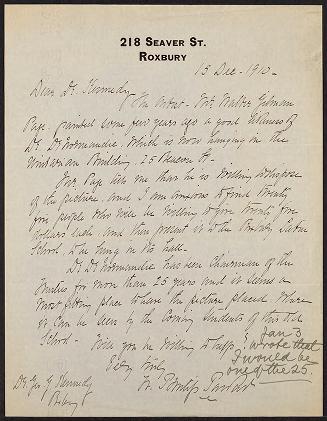 218 SEAVER ST.
ROXBURY
15 Dec - 1910 -
Dear Dr. Kennedy
The artist - Mr. Walter Gilman
Page - painted some few years ago a good likeness of
Dr. De Normandie. Which is now hanging in the
Unitarian Building - 25 Beacon St -
Mr. Page tells me that he is willing to dispose
of the picture and I am anxious to find twenty
five people who will be willing to give twenty five
dollars each - and then present it to the Roxbury Latin
School - to be hung in the hall -
Dr. De Normandie has been Chairman of the
Trustees for more than 25 years and it seems a
most fitting place to have the picture placed - where
it can be seen by the coming students of this old
School - Will you be willing to help?
Very truly
Dr. Geo. G. Kennedy
Roxbury
Jan 3
wrote that
I would be
one of the 25.